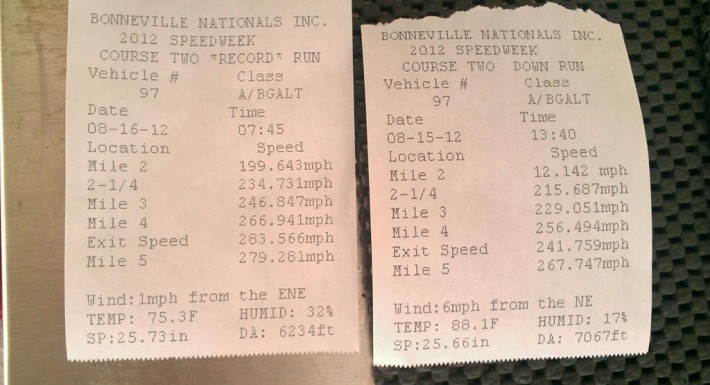 BONNEVILLE NATIONALS INC.
2012 SPEEDWEEK
COURSE TWO *RECORD* RUN
Vehicle # Class
97 A/BGALT
Date Time
08-16-12 07:45
Location Speed
Mile 2 199.643mph
2-1/4 234.731mph
Mile 3 246.847mph
Mile 4 266.941mph
Exit Speed 283.566mph
Mile 5 279.281mph
Wind:1mph from the ENE
TEMP: 75.3F HUMID: 32%
SP:25.73in DA: 6234ft
BONNEVILLE NATIONALS INC.
2012 SPEEDWEEK
COURSE TWO DOWN RUN
Vehicle # Class
97 A/BGALT
Date Time
08-15-12 13:40
Location Speed
Mile 2 12.142 mph
2-1/4 215.687mph
Mile 3 229.051mph
Mile 4 256.494mph
Exit Speed 241.759mph
Mile 5 267.747mph
Wind:6mph from the NE
TEMP: 88.1F HUMID: 17%
SP:25.66in DA: 7067ft